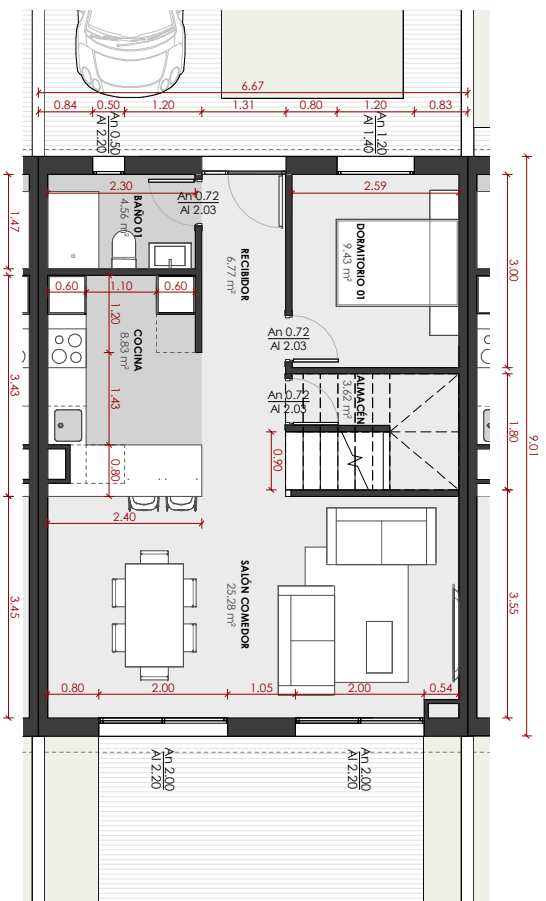 6.67
0.84
0.50
1.20
1.31
0.80
1.20
0.83
An 0.50
Al 2.20
An 1.20
Al 1.40
2.30
An 0.72
Al 2.03
2.59
1.47
BAÑO 01
4.56 m²
RECIBIDOR
6.77 m²
DORMITORIO 01
9.43 m²
3.00
0.60
1.10
0.60
1.20
COCINA
8.83 m²
An 0.72
Al 2.03
3.43
1.43
An 0.72
Al 2.03
ALMACÉN
3.62 m²
1.80
9.01
0.80
0.90
2.40
SALÓN COMEDOR
25.28 m²
3.45
3.55
0.80
2.00
1.05
2.00
0.54
An 2.00
Al 2.20
An 2.00
Al 2.20